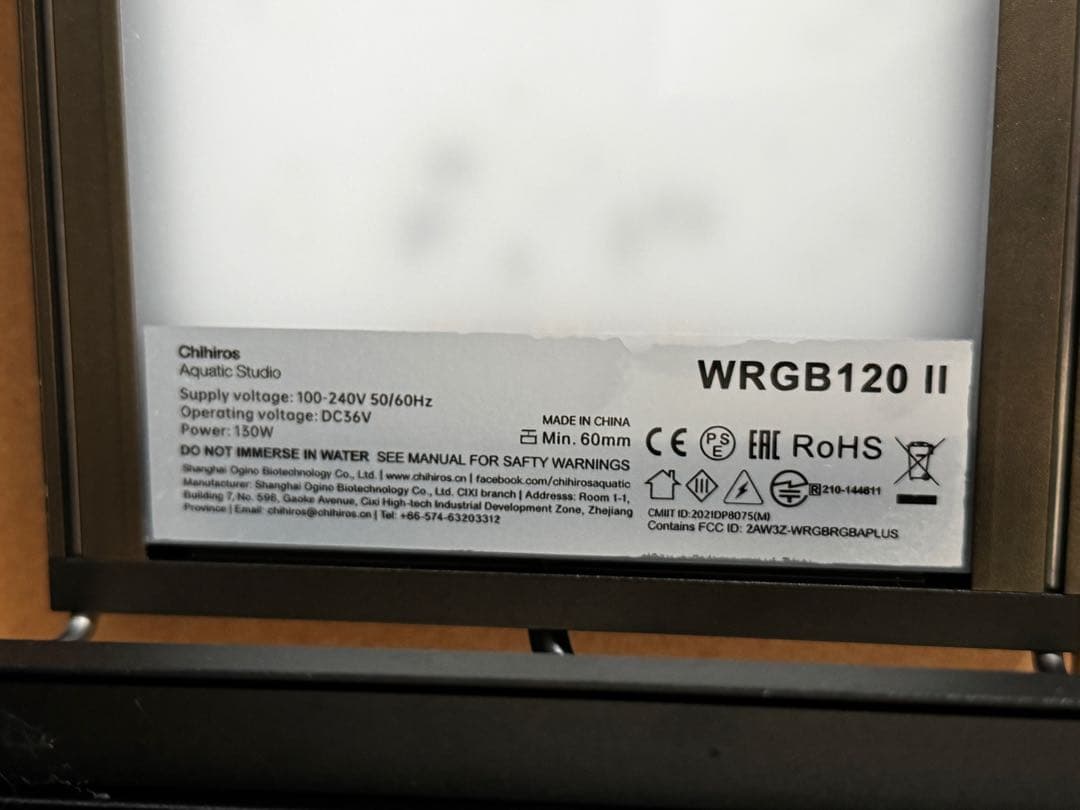 Chihiros
Aquatic Studio
Supply voltage: 100-240V 50/60Hz
Operating voltage: DC36V
Power: 130W
MADE IN CHINA
Min. 60mm
DO NOT IMMERSE IN WATER SEE MANUAL FOR SAFTY WARNINGS
Shanghai Ogino Biotechnology Co., Ltd. | www.chihiros.cn | facebook.com/chihirosaquatic
Manufacturer: Shanghai Ogino Biotechnology Co., Ltd. CIXI branch | Addresss: Room 1-1,
Building 7, No. 596, Gaoke Avenue, Cixi High-tech Industrial Development Zone, Zhejiang
Province | Email: chihiros@chihiros.cn | Tel: +86-574-63203312
WRGB120 II
CE PSE EAC RoHS
III
R 210-144611
CMIIT ID: 2021DP8075(M)
Contains FCC ID: 2AW3Z-WRGBRGBAPLUS